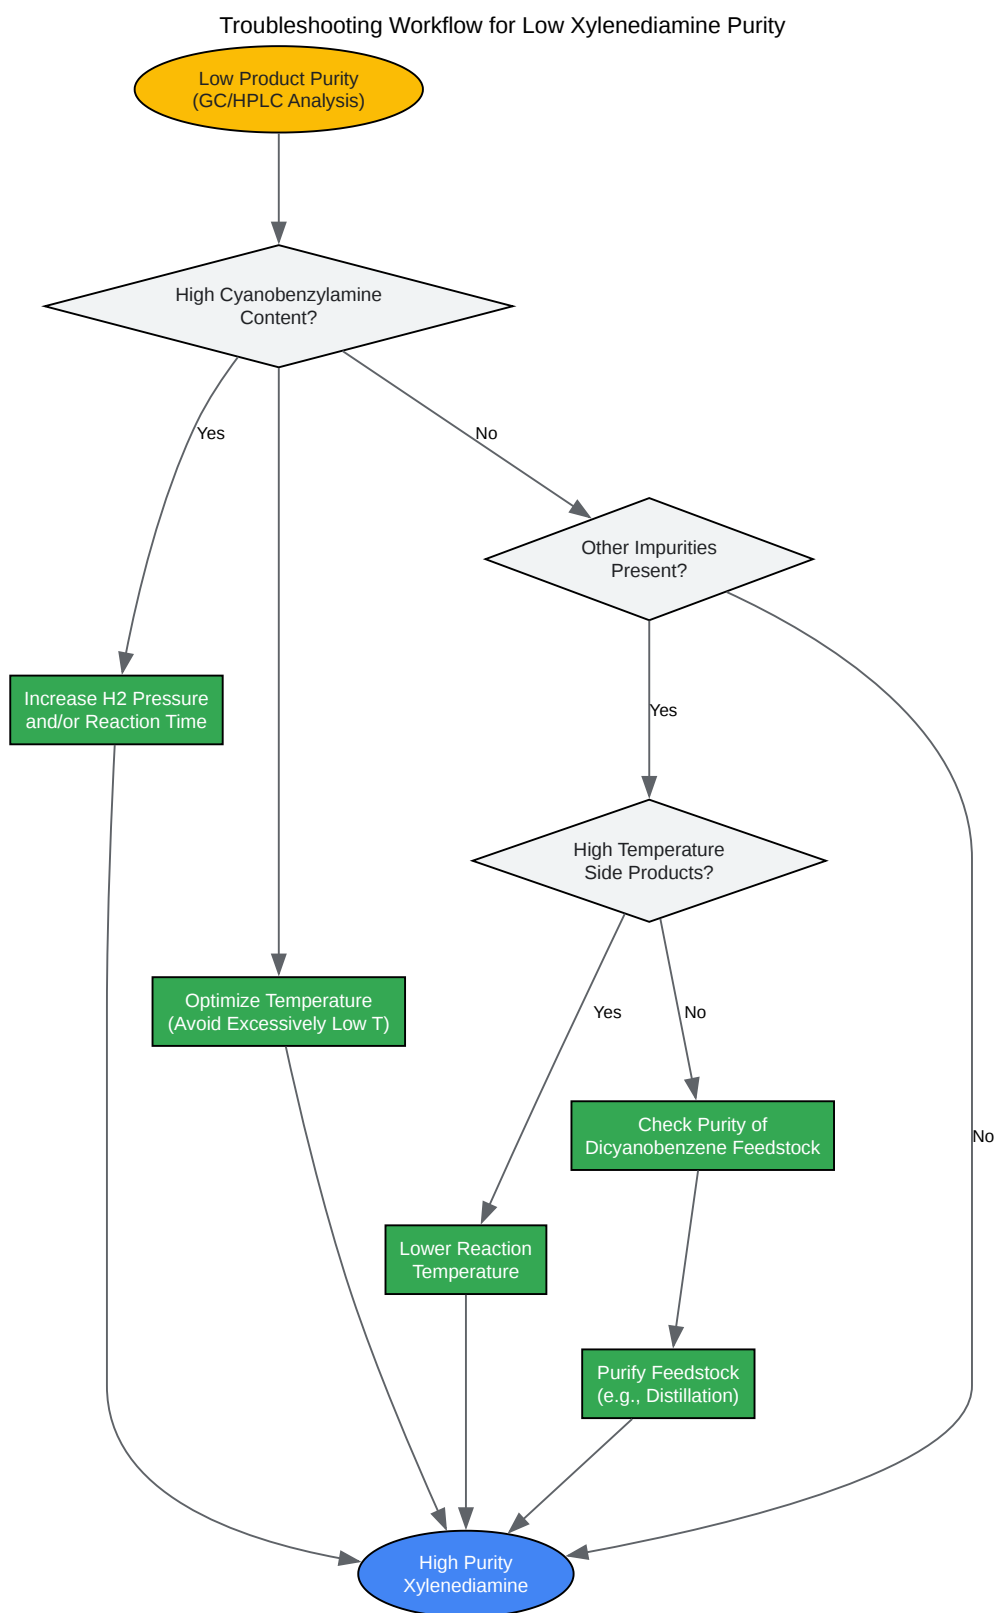 Troubleshooting Workflow for Low Xylenediamine Purity
Low Product Purity
(GC/HPLC Analysis)
High Cyanobenzylamine
Content?
Yes
No
Other Impurities
Present?
Increase H2 Pressure
and/or Reaction Time
Yes
High Temperature
Side Products?
Optimize Temperature
(Avoid Excessively Low T)
Yes
No
Check Purity of
Dicyanobenzene Feedstock
No
Lower Reaction
Temperature
Purify Feedstock
(e.g., Distillation)
High Purity
Xylenediamine